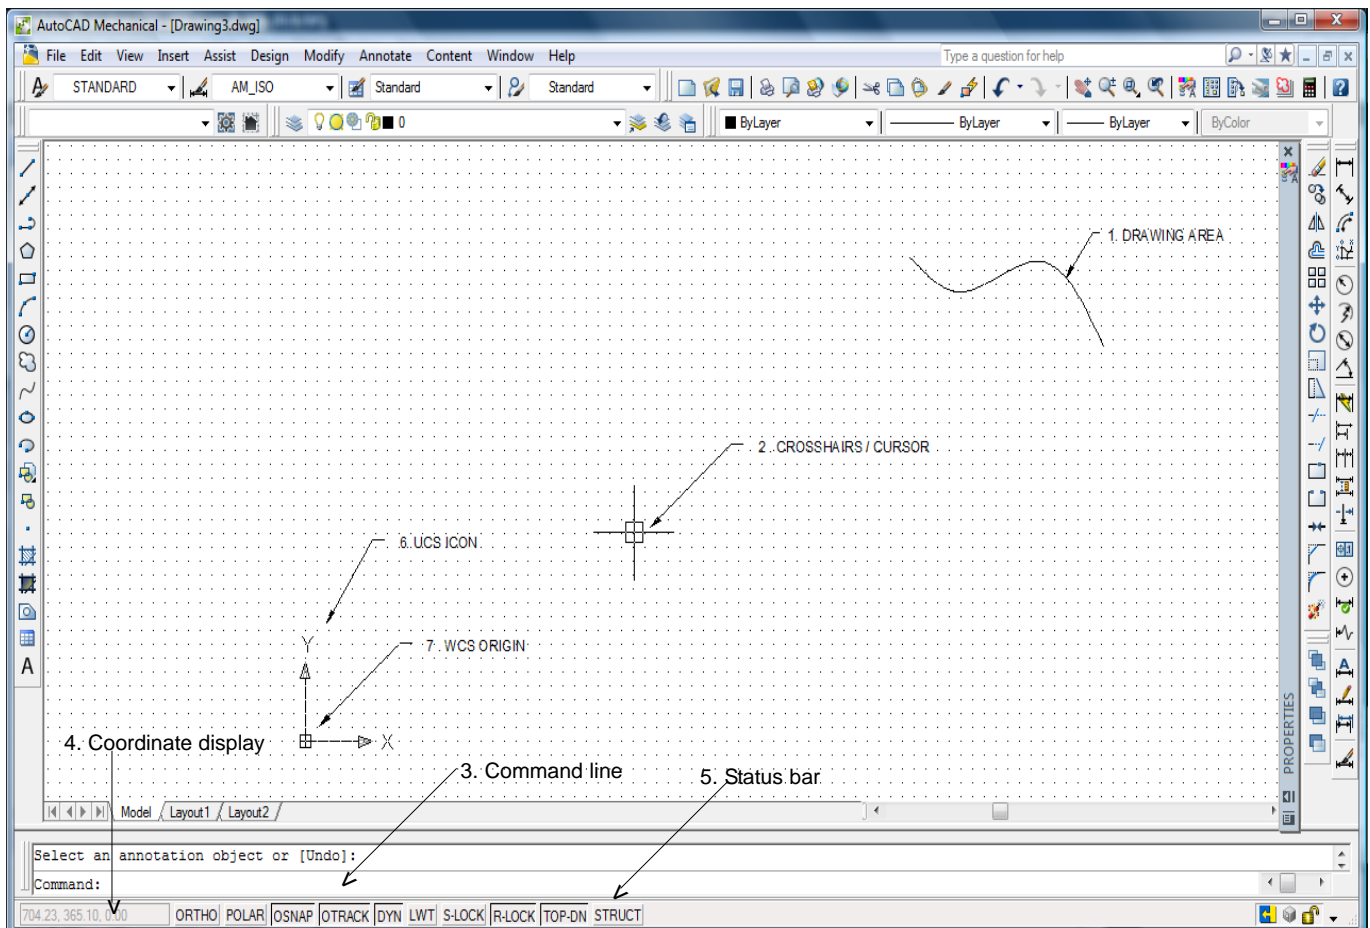 AutoCAD Mechanical - [Drawing3.dwg]
File Edit View Insert Assist Design Modify Annotate Content Window Help
Type a question for help
STANDARD AM_ISO Standard Standard
0 ByLayer ByLayer ByLayer ByColor
1. DRAWING AREA
2. CROSSHAIRS / CURSOR
6. UCS ICON
Y
7. WCS ORIGIN
A
X
4. Coordinate display
3. Command line
5. Status bar
PROPERTIES
Model Layout1 Layout2
Select an annotation object or [Undo]:
Command:
704.23, 365.10, 0.00 ORTHO POLAR OSNAP OTRACK DYN LWT S-LOCK R-LOCK TOP-DN STRUCT